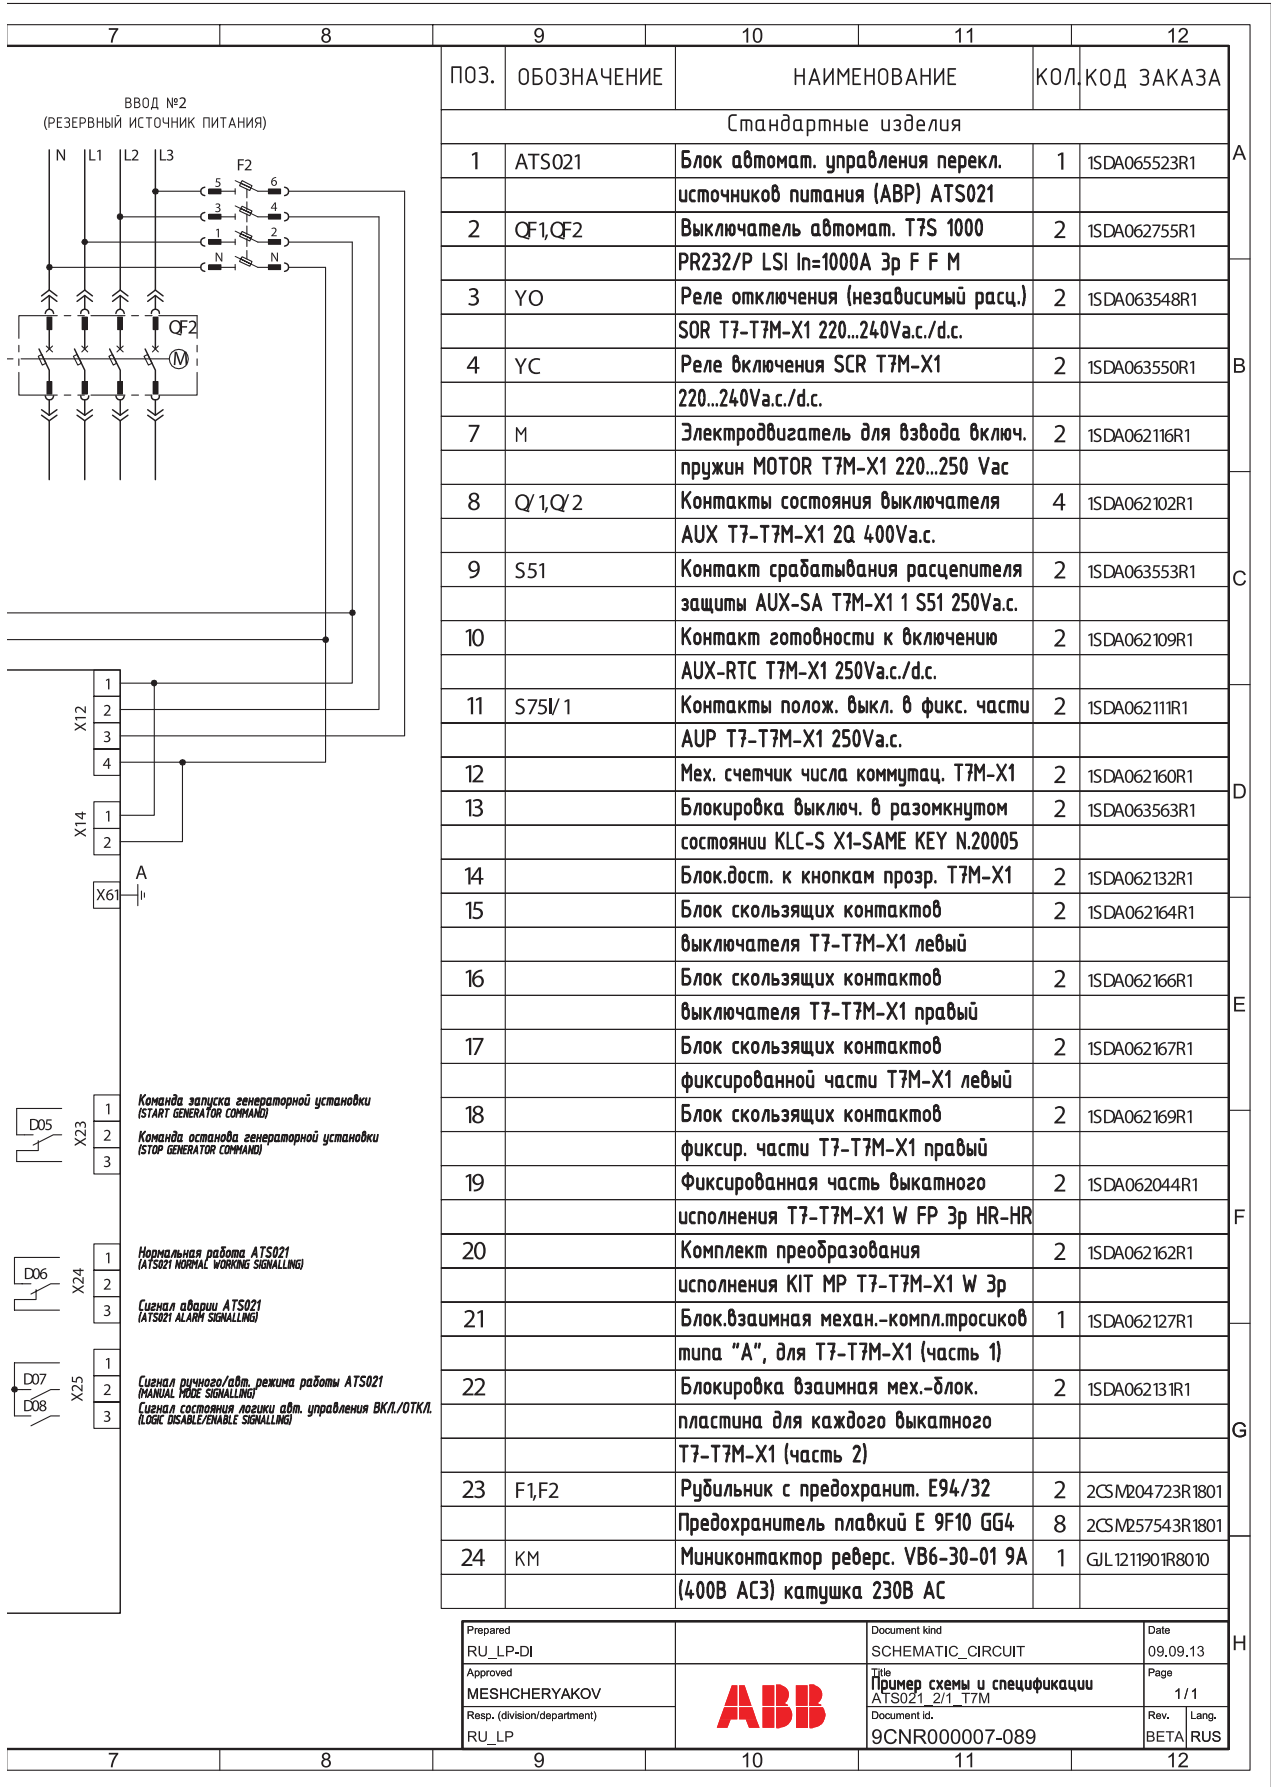 7 8 9 10 11 12
ВВОД №2
(РЕЗЕРВНЫЙ ИСТОЧНИК ПИТАНИЯ)
N L1 L2 L3
F2
5 6
3 4
1 2
N N
QF2
M
X12
1
2
3
4
X14
1
2
A
X61
D05
X23
1
2
3
Команда запуска генераторной установки
(START GENERATOR COMMAND)
Команда останова генераторной установки
(STOP GENERATOR COMMAND)
D06
X24
1
2
3
Нормальная работа ATS021
(ATS021 NORMAL WORKING SIGNALLING)
Сигнал аварии ATS021
(ATS021 ALARM SIGNALLING)
D07
D08
X25
1
2
3
Сигнал ручного/авт. режима работы ATS021
(MANUAL MODE SIGNALLING)
Сигнал состояния логики авт. управления ВКЛ./ОТКЛ.
(LOGIC DISABLE/ENABLE SIGNALLING)
ПОЗ. ОБОЗНАЧЕНИЕ НАИМЕНОВАНИЕ КОЛ. КОД ЗАКАЗА
Стандартные изделия
1 ATS021 Блок автомат. управления перекл. 1 1SDA065523R1
источников питания (АВР) ATS021
2 QF1,QF2 Выключатель автомат. T7S 1000 2 1SDA062755R1
PR232/P LSI In=1000A 3p F F M
3 YO Реле отключения (независимый расц.) 2 1SDA063548R1
SOR T7-T7M-X1 220...240Va.c./d.c.
4 YC Реле включения SCR T7M-X1 2 1SDA063550R1
220...240Va.c./d.c.
7 M Электродвигатель для взвода включ. 2 1SDA062116R1
пружин MOTOR T7M-X1 220...250 Vac
8 Q/1,Q/2 Контакты состояния выключателя 4 1SDA062102R1
AUX T7-T7M-X1 2Q 400Va.c.
9 S51 Контакт срабатывания расцепителя 2 1SDA063553R1
защиты AUX-SA T7M-X1 1 S51 250Va.c.
10 Контакт готовности к включению 2 1SDA062109R1
AUX-RTC T7M-X1 250Va.c./d.c.
11 S75I/1 Контакты полож. выкл. в фикс. части 2 1SDA062111R1
AUP T7-T7M-X1 250Va.c.
12 Мех. счетчик числа коммутац. T7M-X1 2 1SDA062160R1
13 Блокировка выключ. в разомкнутом 2 1SDA063563R1
состоянии KLC-S X1-SAME KEY N.20005
14 Блок.дост. к кнопкам прозр. T7M-X1 2 1SDA062132R1
15 Блок скользящих контактов 2 1SDA062164R1
выключателя T7-T7M-X1 левый
16 Блок скользящих контактов 2 1SDA062166R1
выключателя T7-T7M-X1 правый
17 Блок скользящих контактов 2 1SDA062167R1
фиксированной части T7M-X1 левый
18 Блок скользящих контактов 2 1SDA062169R1
фиксир. части T7-T7M-X1 правый
19 Фиксированная часть выкатного 2 1SDA062044R1
исполнения T7-T7M-X1 W FP 3p HR-HR
20 Комплект преобразования 2 1SDA062162R1
исполнения KIT MP T7-T7M-X1 W 3p
21 Блок.взаимная механ.-компл.тросиков 1 1SDA062127R1
типа "А", для T7-T7M-X1 (часть 1)
22 Блокировка взаимная мех.-блок. 2 1SDA062131R1
пластина для каждого выкатного
T7-T7M-X1 (часть 2)
23 F1,F2 Рубильник с предохранит. E94/32 2 2CSM204723R1801
Предохранитель плавкий E 9F10 GG4 8 2CSM257543R1801
24 KM Миниконтактор реверс. VB6-30-01 9A 1 GJL1211901R8010
(400В АС3) катушка 230В АС
A
B
C
D
E
F
G
H
Prepared
RU_LP-DI
Approved
MESHCHERYAKOV
Resp. (division/department)
RU_LP
ABB
Document kind
SCHEMATIC_CIRCUIT
Title
Пример схемы и спецификации
ATS021_2/1_T7M
Document id.
9CNR000007-089
Date
09.09.13
Page
1/1
Rev. Lang.
BETA RUS
7 8 9 10 11 12